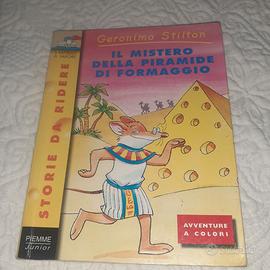 Geronimo Stilton
IL MISTERO
DELLA PIRAMIDE
DI FORMAGGIO
STORIE DA RIDERE
AVVENTURE
A COLORI
PIEMME
Junior